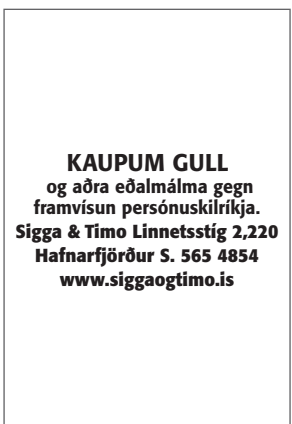 KAUPUM GULL
og aðra eðalmálma gegn
framvísun persónuskilríkja.
Sigga & Timo Linnetsstíg 2,220
Hafnarfjörður S. 565 4854
www.siggaogtimo.is